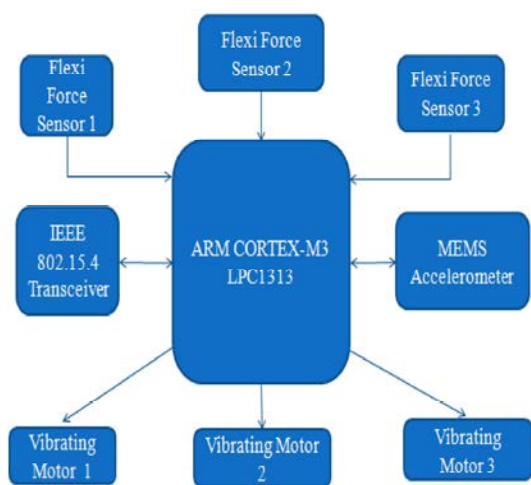 Flexi
Force
Sensor 1
Flexi Force
Sensor 2
Flexi Force
Sensor 3
IEEE
802.15.4
Transceiver
ARM CORTEX-M3
LPC1313
MEMS
Accelerometer
Vibrating
Motor 1
Vibrating Motor
2
Vibrating
Motor 3